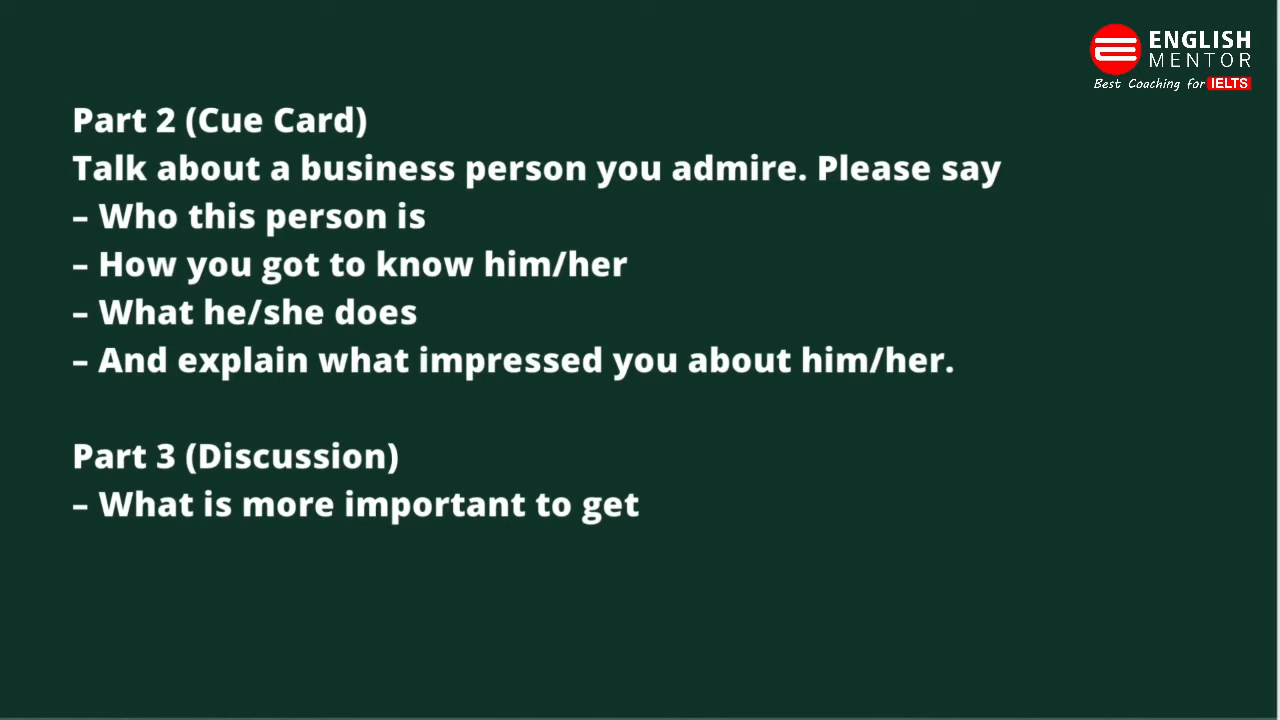 ENGLISH
MENTOR
Best Coaching for IELTS
Part 2 (Cue Card)
Talk about a business person you admire. Please say
– Who this person is
– How you got to know him/her
– What he/she does
– And explain what impressed you about him/her.
Part 3 (Discussion)
– What is more important to get